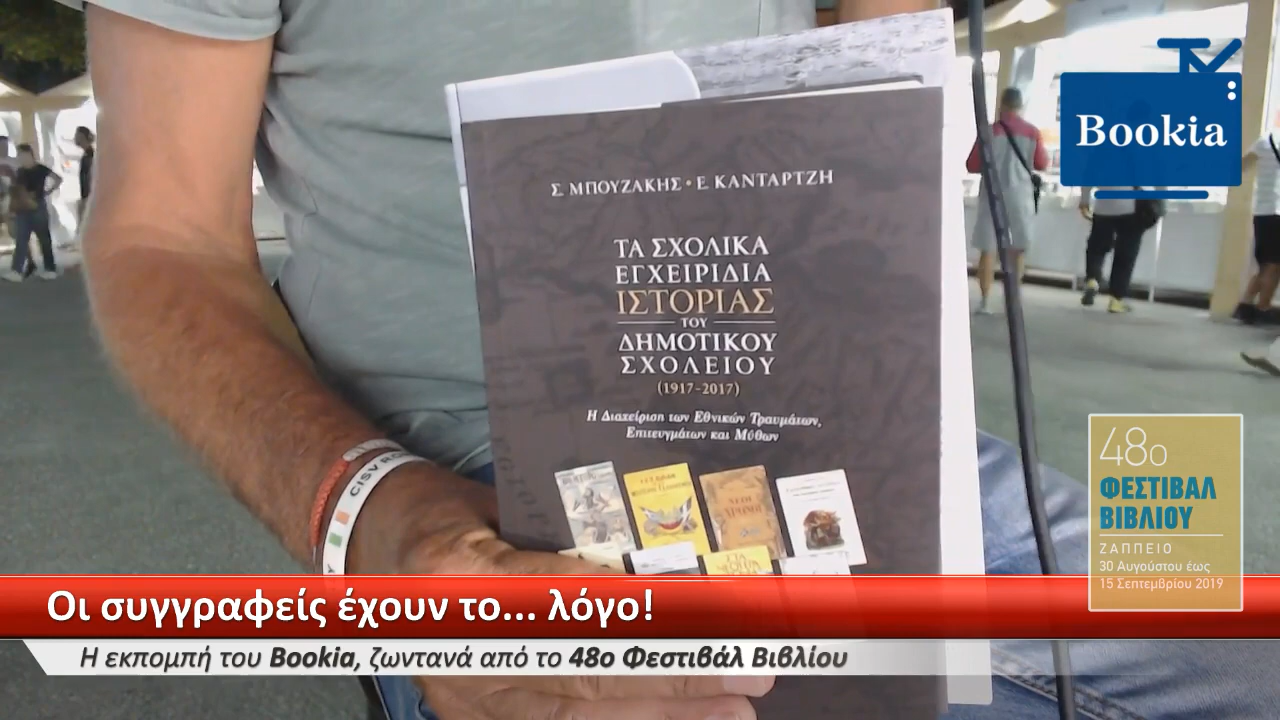 Bookia
Σ. ΜΠΟΥΖΑΚΗΣ • Ε. ΚΑΝΤΑΡΤΖΗ
ΤΑ ΣΧΟΛΙΚΑ
ΕΓΧΕΙΡΙΔΙΑ
ΙΣΤΟΡΙΑΣ
ΤΟΥ
ΔΗΜΟΤΙΚΟΥ
ΣΧΟΛΕΙΟΥ
(1917-2017)
Η Διαχείριση των Εθνικών Τραυμάτων,
Επιτευγμάτων και Μύθων
CISV
48ο
ΦΕΣΤΙΒΑΛ
ΒΙΒΛΙΟΥ
ΖΑΠΠΕΙΟ
30 Αυγούστου έως
15 Σεπτεμβρίου 2019
Οι συγγραφείς έχουν το... λόγο!
Η εκπομπή του Bookia, ζωντανά από το 48ο Φεστιβάλ Βιβλίου